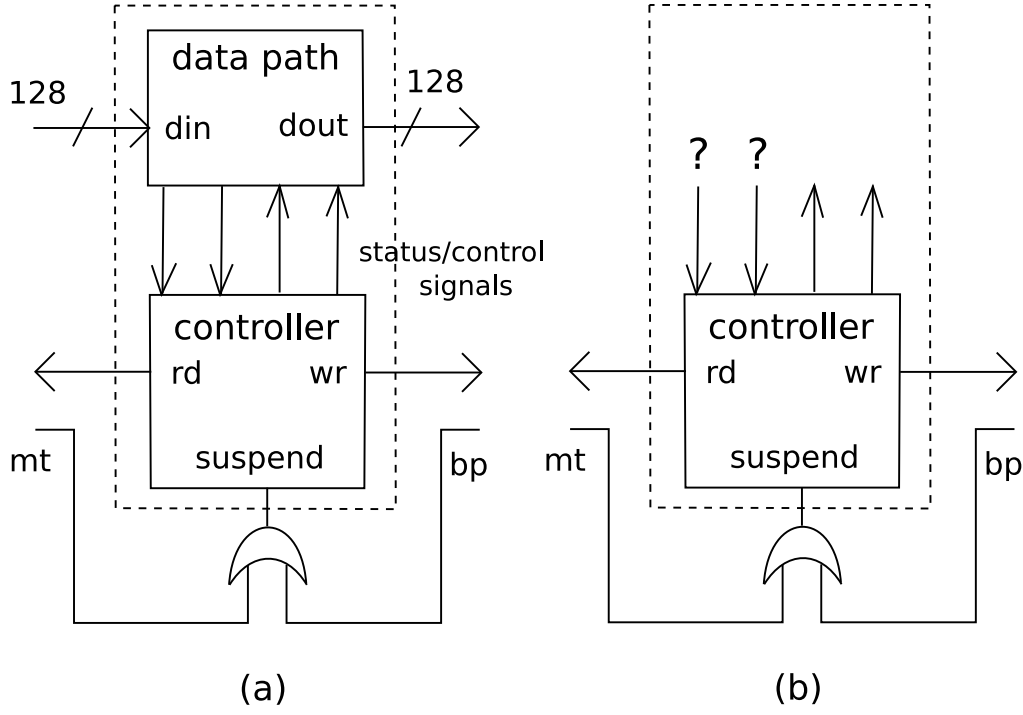 data path
128
128
din
dout
status/control
signals
controller
rd
wr
mt
suspend
bp
(a)
?
?
controller
rd
wr
mt
suspend
bp
(b)